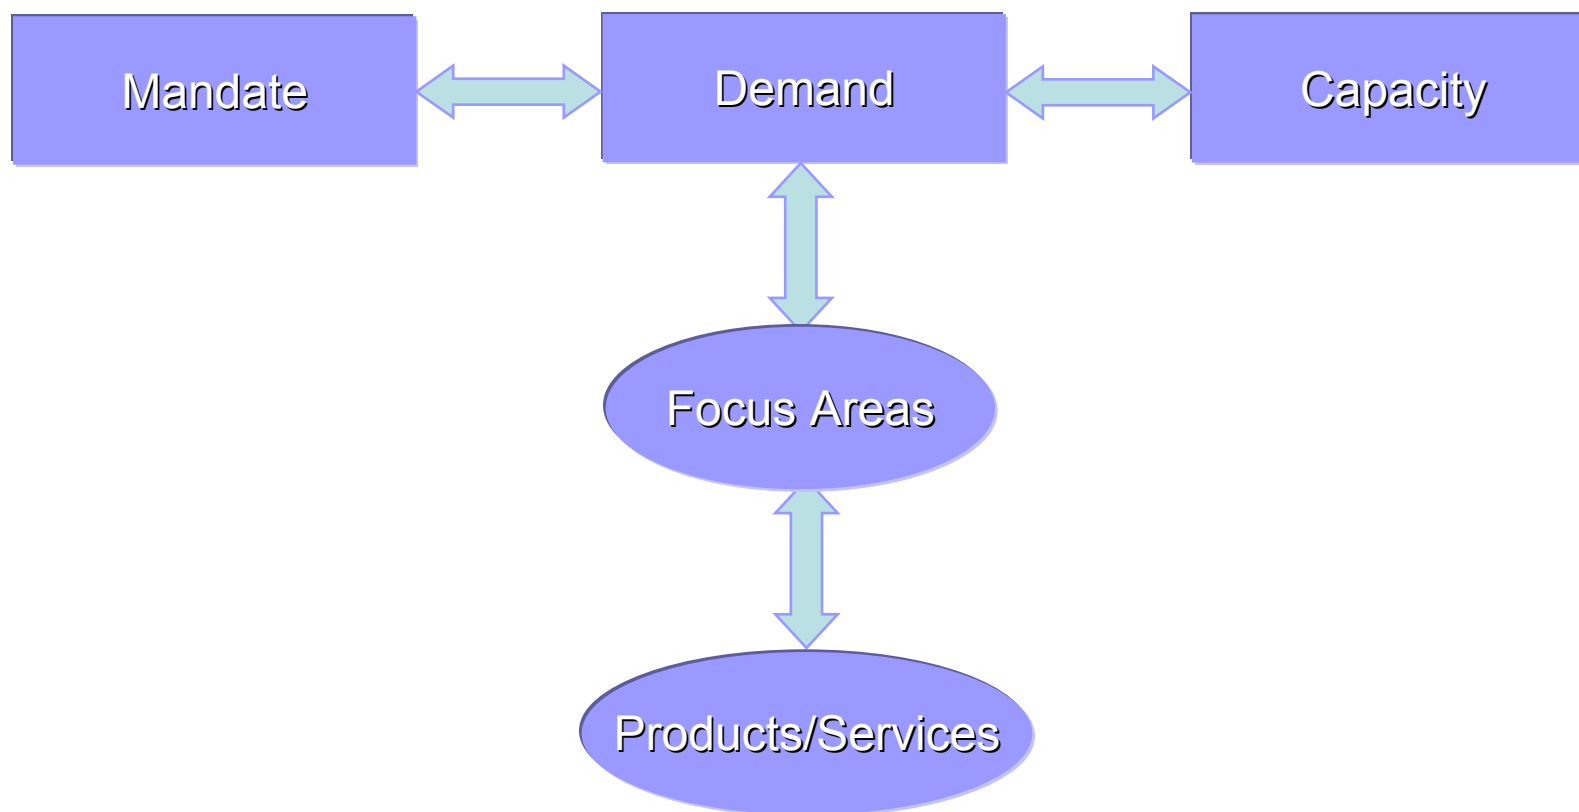 Mandate
Demand
Capacity
Focus Areas
Products/Services